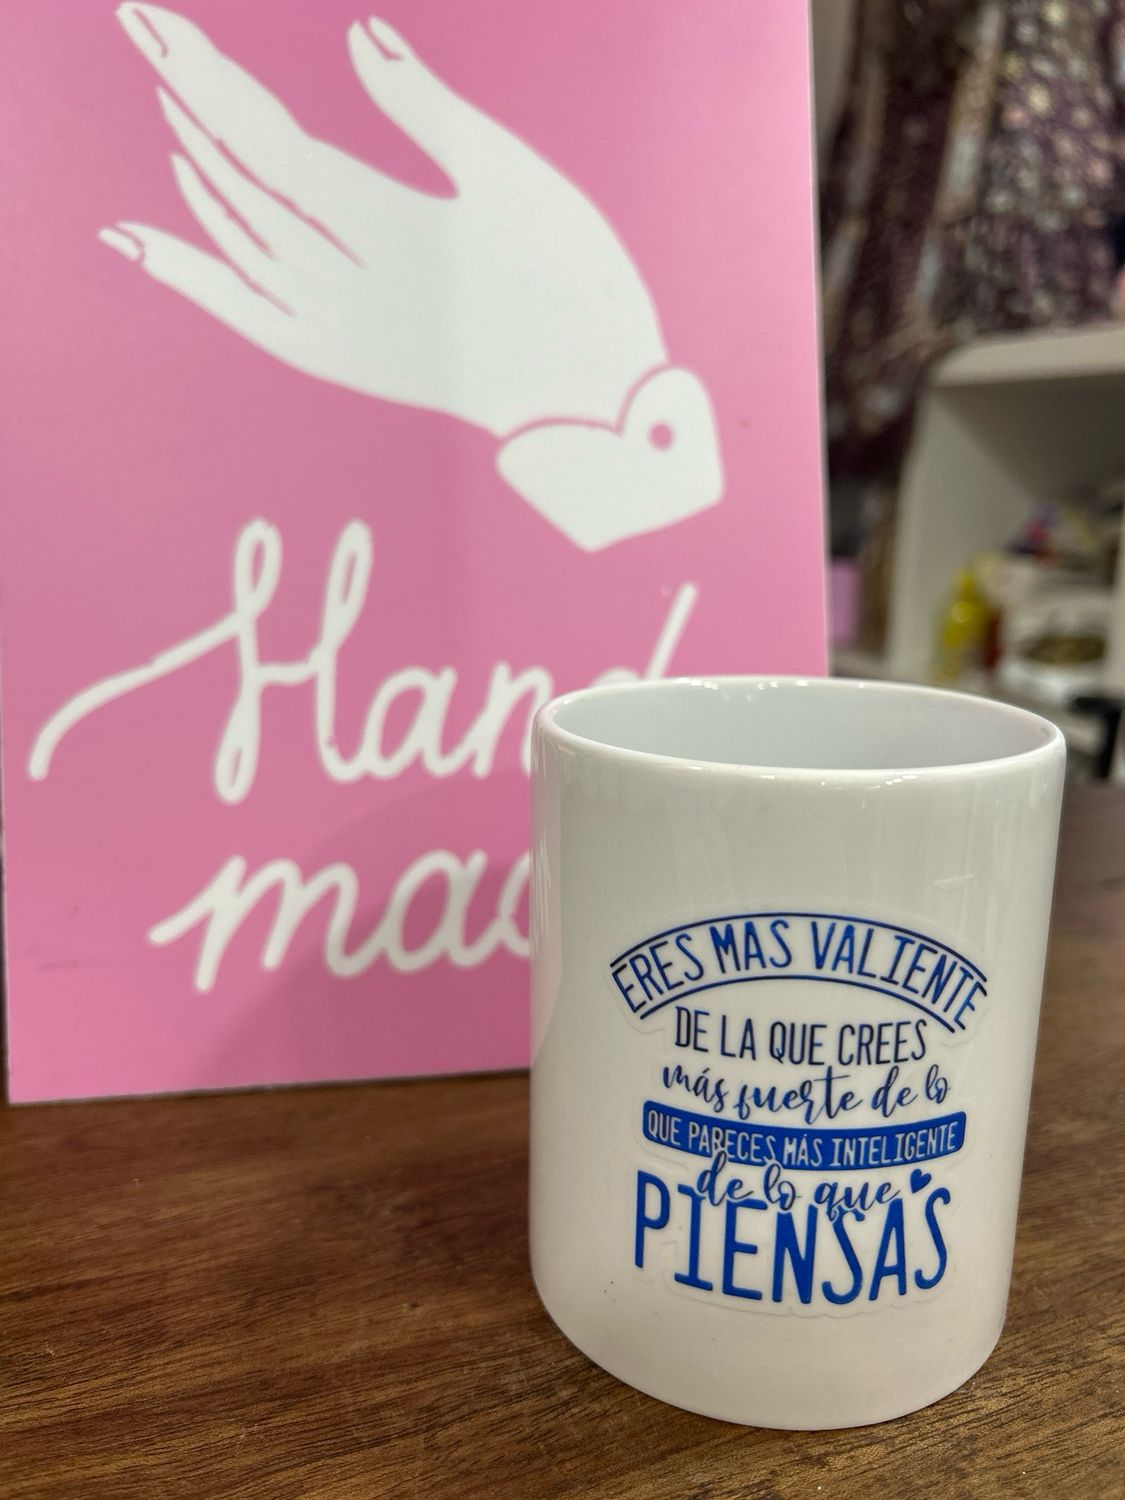 Hand
ERES MAS VALIENTE
DE LA QUE CREES
más fuerte de lo
QUE PARECES MÁS INTELIGENTE
de lo que
PIENSAS